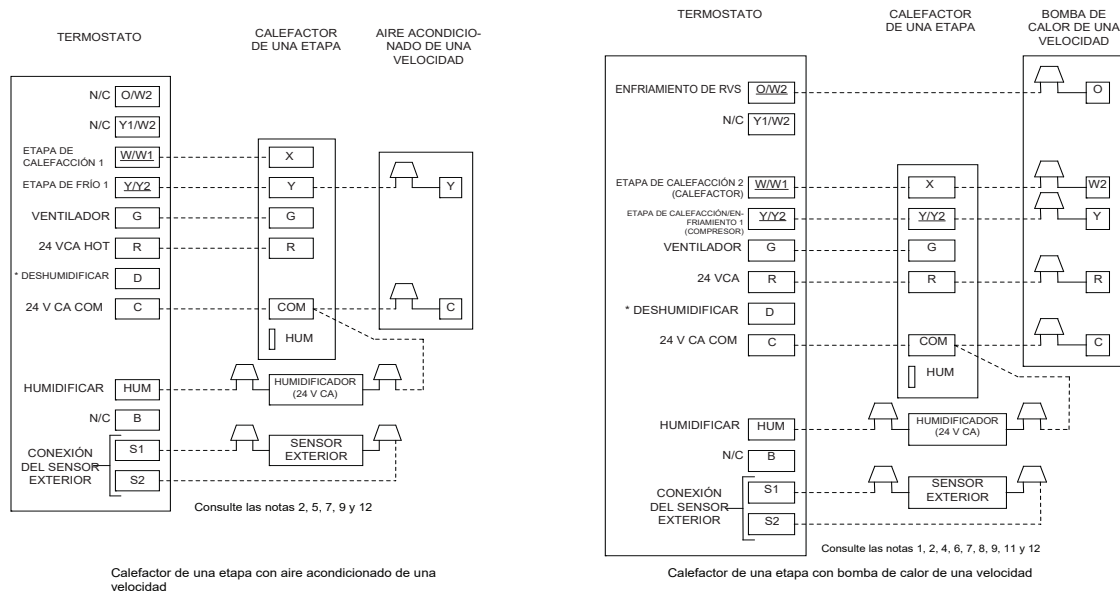 TERMOSTATO
CALEFACTOR
DE UNA ETAPA
AIRE ACONDICIO-
NADO DE UNA
VELOCIDAD
N/C O/W2
N/C Y1/W2
ETAPA DE
CALEFACCIÓN 1
W/W1
X
ETAPA DE FRÍO 1
Y/Y2
Y
Y
VENTILADOR
G
G
24 VCA HOT
R
R
* DESHUMIDIFICAR
D
24 V CA COM
C
COM
C
HUM
HUMIDIFICAR
HUM
HUMIDIFICADOR
(24 V CA)
N/C B
CONEXIÓN
DEL SENSOR
EXTERIOR
S1
S2
SENSOR
EXTERIOR
Consulte las notas 2, 5, 7, 9 y 12
Calefactor de una etapa con aire acondicionado de una
velocidad
TERMOSTATO
CALEFACTOR
DE UNA ETAPA
BOMBA DE
CALOR DE UNA
VELOCIDAD
ENFRIAMIENTO DE RVS
O/W2
O
N/C Y1/W2
ETAPA DE CALEFACCIÓN 2
(CALEFACTOR)
W/W1
X
W2
ETAPA DE CALEFACCIÓN/EN-
FRIAMIENTO 1
(COMPRESOR)
Y/Y2
Y/Y2
Y
VENTILADOR
G
G
24 VCA
R
R
R
* DESHUMIDIFICAR
D
24 V CA COM
C
COM
C
HUM
HUMIDIFICAR
HUM
HUMIDIFICADOR
(24 V CA)
N/C B
CONEXIÓN
DEL SENSOR
EXTERIOR
S1
S2
SENSOR
EXTERIOR
Consulte las notas 1, 2, 4, 6, 7, 8, 9, 11 y 12
Calefactor de una etapa con bomba de calor de una velocidad